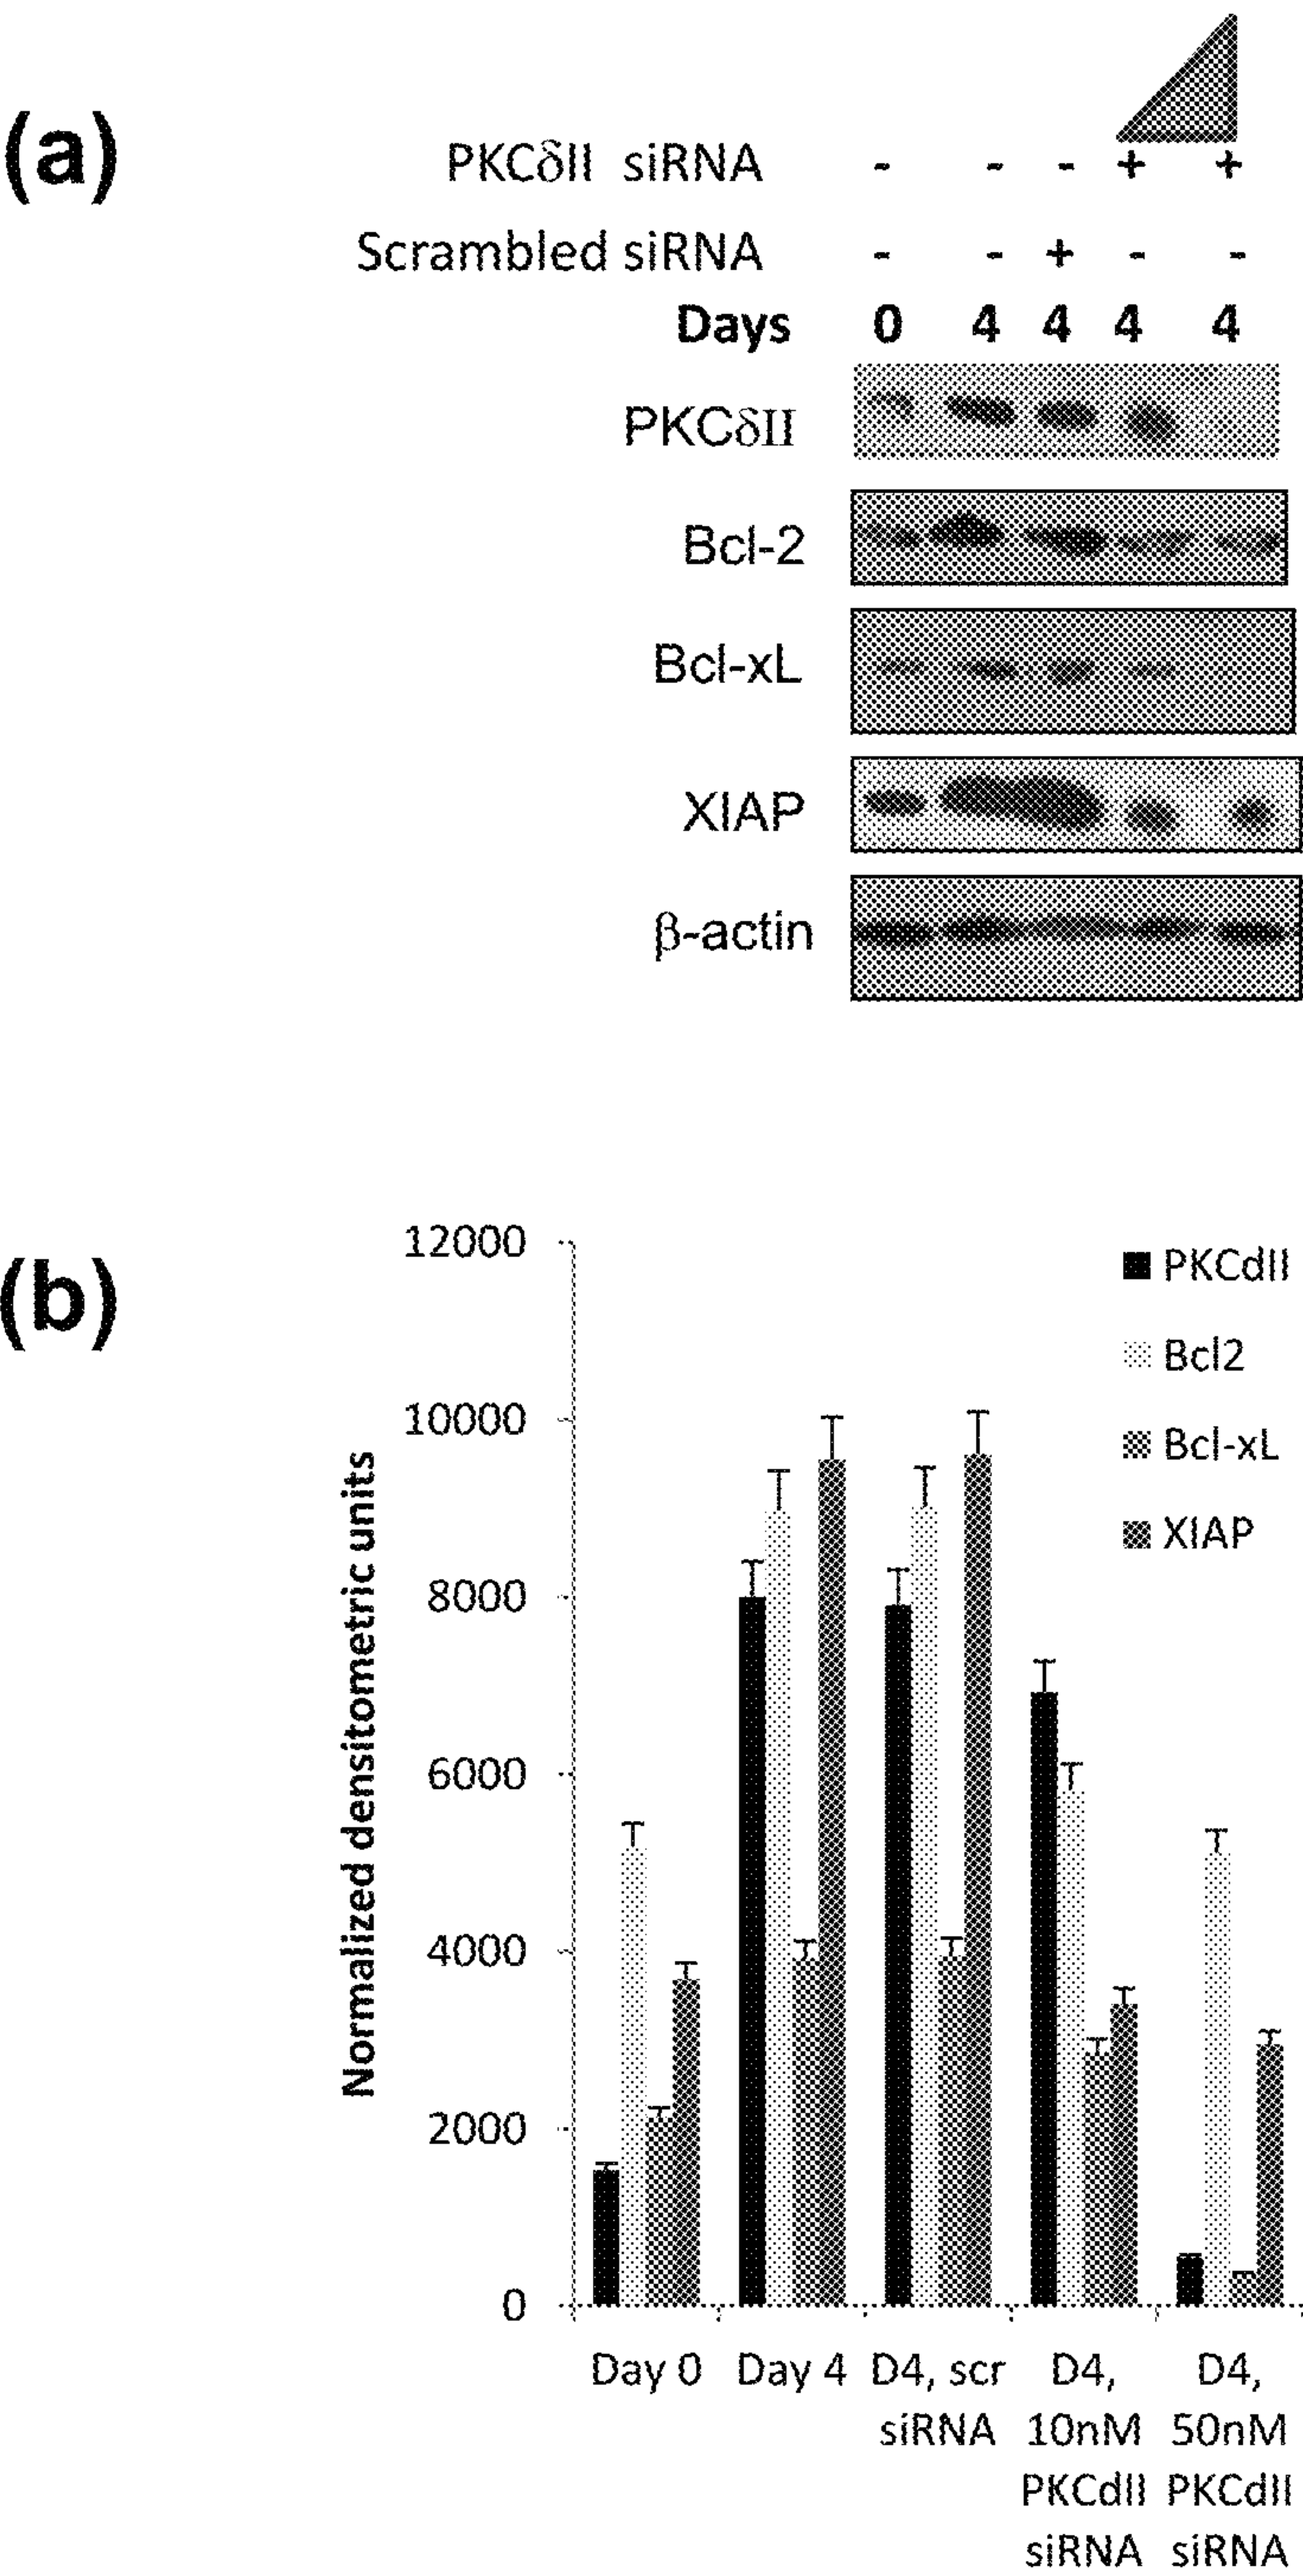 (a)
PKCδII siRNA - - - + +
Scrambled siRNA - - + - -
Days 0 4 4 4 4
PKCδII
Bcl-2
Bcl-xL
XIAP
β-actin
(b)
Normalized densitometric units
12000
10000
8000
6000
4000
2000
0
PKCdII
Bcl2
Bcl-xL
XIAP
Day 0 Day 4 D4, scr D4, D4,
siRNA 10nM 50nM
PKCdII PKCdII
siRNA siRNA